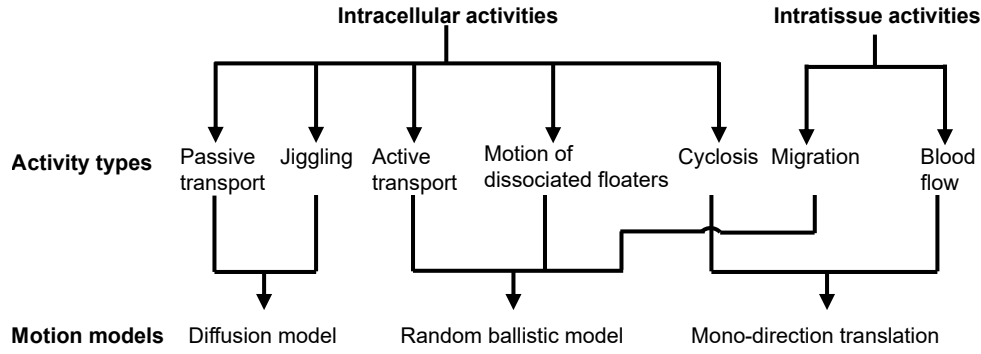 Intracellular activities
Intratissue activities
Activity types
Passive
transport
Jiggling
Active
transport
Motion of
dissociated floaters
Cyclosis
Migration
Blood
flow
Motion models
Diffusion model
Random ballistic model
Mono-direction translation